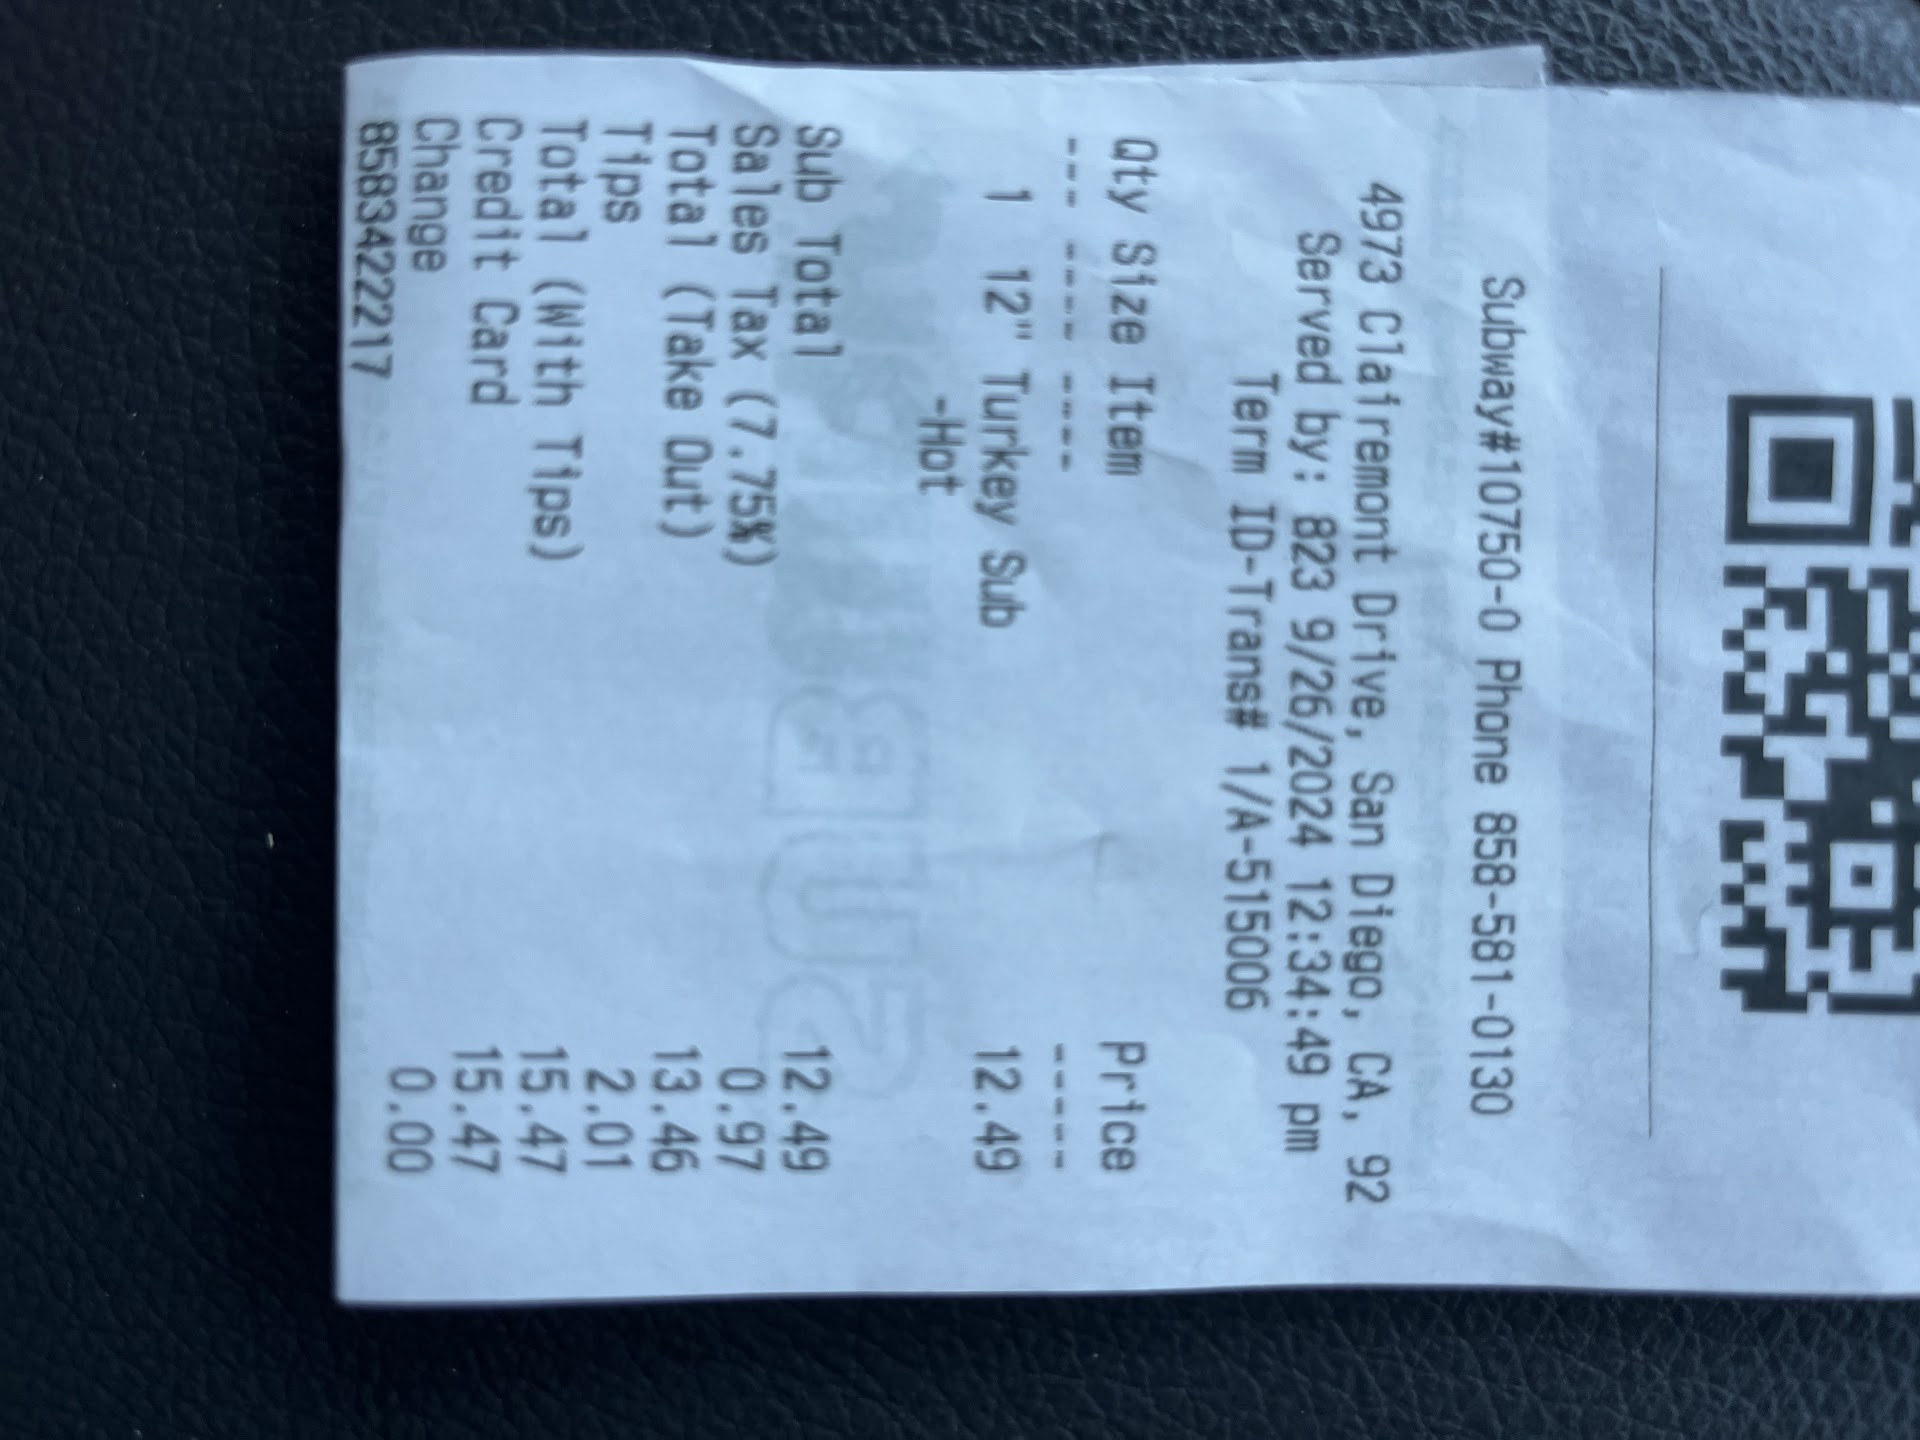 Subway#10750-0 Phone 858-581-0130
4973 Clairemont Drive, San Diego, CA, 92
Served by: 823 9/26/2024 12:34:49 pm
Term ID-Trans# 1/A-515006
Qty Size Item Price
--- ---- ---- -----
1 12" Turkey Sub 12.49
-Hot
Sub Total 12.49
Sales Tax (7.75%) 0.97
Total (Take Out) 13.46
Tips 2.01
Total (With Tips) 15.47
Credit Card 15.47
Change 0.00
8583422217